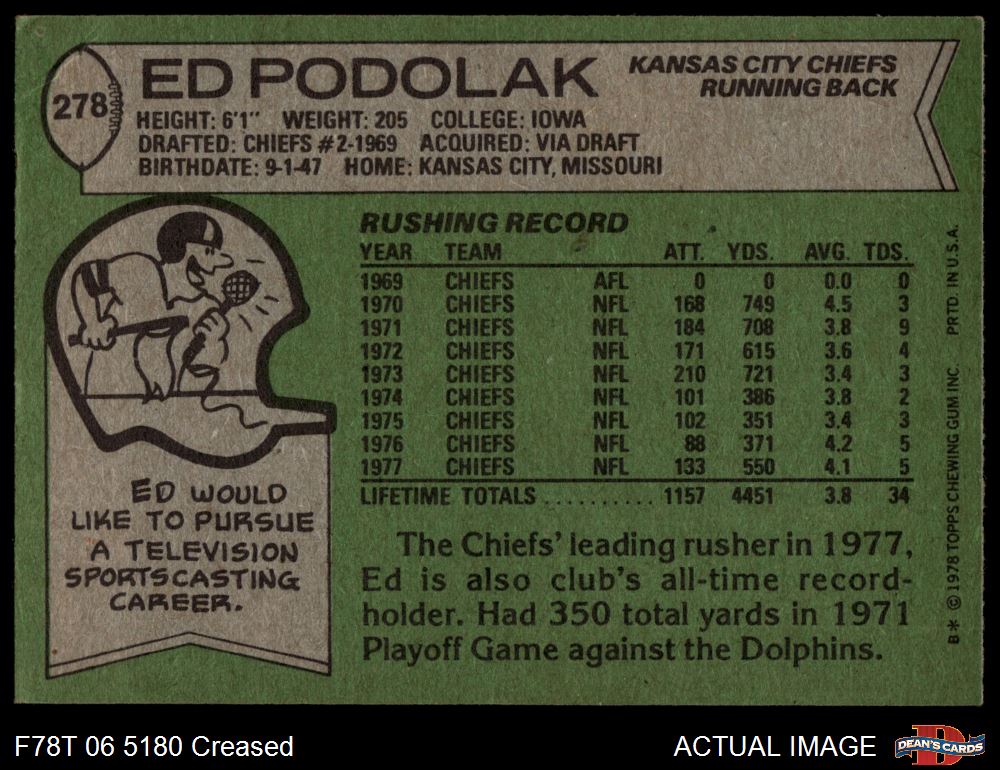 278
ED PODOLAK
KANSAS CITY CHIEFS
RUNNING BACK
HEIGHT: 6'1" WEIGHT: 205 COLLEGE: IOWA
DRAFTED: CHIEFS #2-1969 ACQUIRED: VIA DRAFT
BIRTHDATE: 9-1-47 HOME: KANSAS CITY, MISSOURI
RUSHING RECORD
YEAR TEAM ATT. YDS. AVG. TDS.
1969 CHIEFS AFL 0 0 0.0 0
1970 CHIEFS NFL 168 749 4.5 3
1971 CHIEFS NFL 184 708 3.8 9
1972 CHIEFS NFL 171 615 3.6 4
1973 CHIEFS NFL 210 721 3.4 3
1974 CHIEFS NFL 101 386 3.8 2
1975 CHIEFS NFL 102 351 3.4 3
1976 CHIEFS NFL 88 371 4.2 5
1977 CHIEFS NFL 133 550 4.1 5
LIFETIME TOTALS .......... 1157 4451 3.8 34
ED WOULD
LIKE TO PURSUE
A TELEVISION
SPORTSCASTING
CAREER.
The Chiefs' leading rusher in 1977,
Ed is also club's all-time record-
holder. Had 350 total yards in 1971
Playoff Game against the Dolphins.
B* © 1978 TOPPS CHEWING GUM INC. PRTD. IN U.S.A.
F78T 06 5180 Creased
ACTUAL IMAGE
DEAN'S CARDS